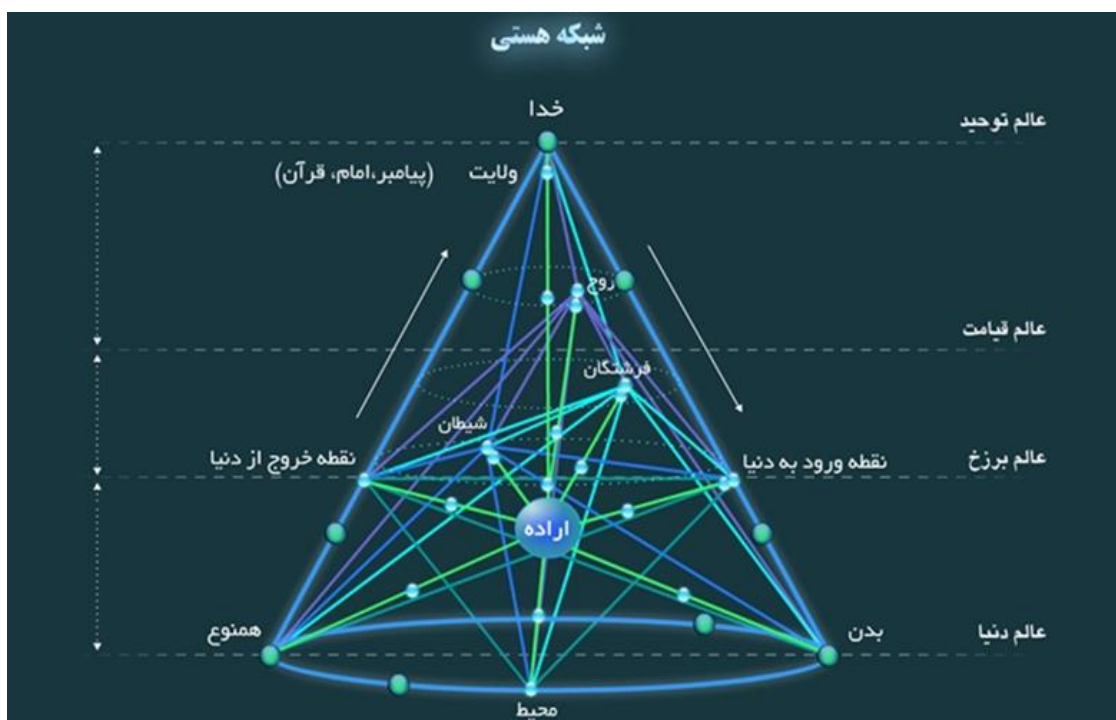 شبکه هستی
خدا
عالم توحید
ولایت (پیامبر،امام، قرآن)
روح
عالم قیامت
فرشتگان
شیطان
عالم برزخ
نقطه ورود به دنیا
نقطه خروج از دنیا
اراده
عالم دنیا
بدن
همنوع
محیط